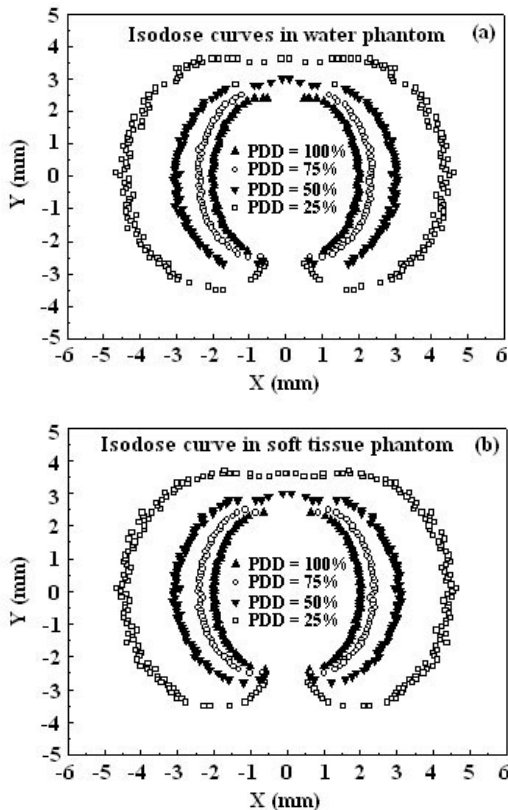 Isodose curves in water phantom (a)
5
4
3
2
1
0
-1
-2
-3
-4
-5
Y (mm)
PDD = 100%
PDD = 75%
PDD = 50%
PDD = 25%
-6 -5 -4 -3 -2 -1 0 1 2 3 4 5 6
X (mm)
Isodose curve in soft tissue phantom (b)
5
4
3
2
1
0
-1
-2
-3
-4
-5
Y (mm)
PDD = 100%
PDD = 75%
PDD = 50%
PDD = 25%
-6 -5 -4 -3 -2 -1 0 1 2 3 4 5 6
X (mm)